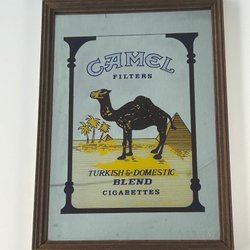 CAMEL
FILTERS
TURKISH & DOMESTIC
BLEND
CIGARETTES